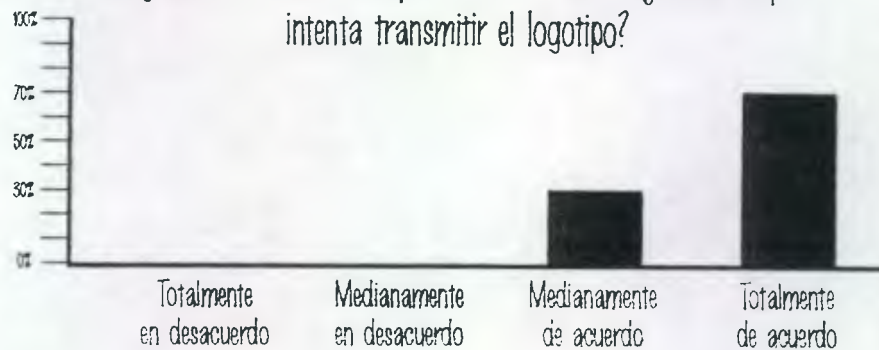 intenta transmitir el logotipo?
100%
70%
50%
30%
0%
Totalmente
en desacuerdo
Medianamente
en desacuerdo
Medianamente
de acuerdo
Totalmente
de acuerdo